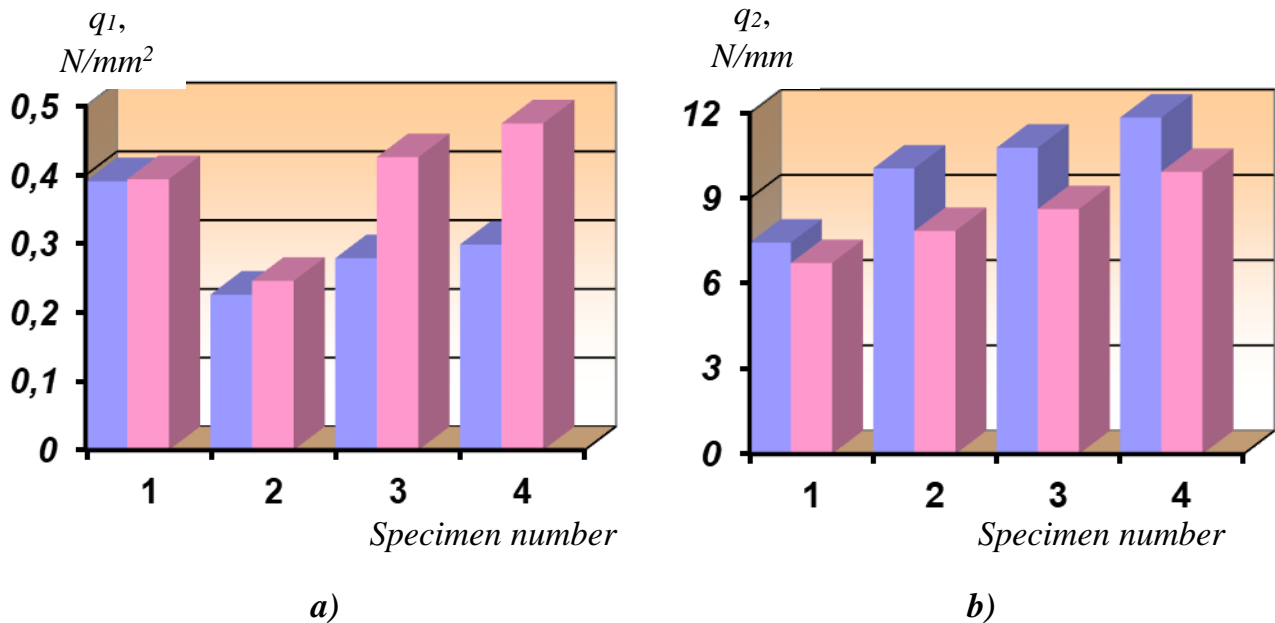 q1,
N/mm²
0,5
0,4
0,3
0,2
0,1
0
1 2 3 4
Specimen number
a)
q2,
N/mm
12
9
6
3
0
1 2 3 4
Specimen number
b)